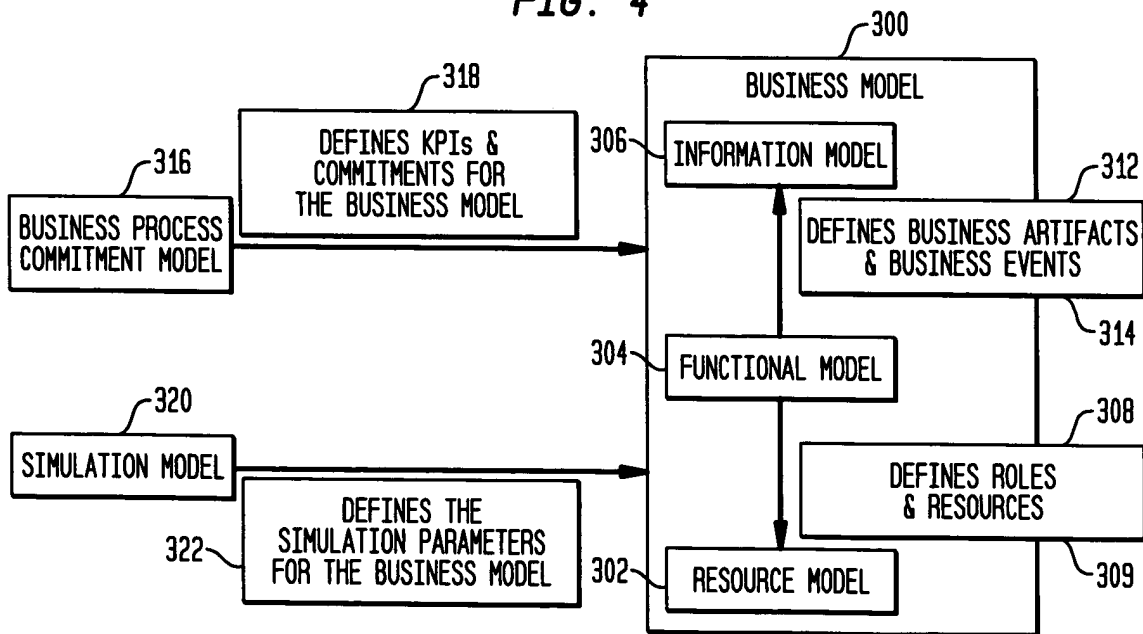 FIG. 4
300
BUSINESS MODEL
318
DEFINES KPIs &
COMMITMENTS FOR
THE BUSINESS MODEL
316
BUSINESS PROCESS
COMMITMENT MODEL
306
INFORMATION MODEL
312
DEFINES BUSINESS ARTIFACTS
& BUSINESS EVENTS
314
304
FUNCTIONAL MODEL
320
SIMULATION MODEL
308
DEFINES ROLES
& RESOURCES
309
322
DEFINES THE
SIMULATION PARAMETERS
FOR THE BUSINESS MODEL
302
RESOURCE MODEL